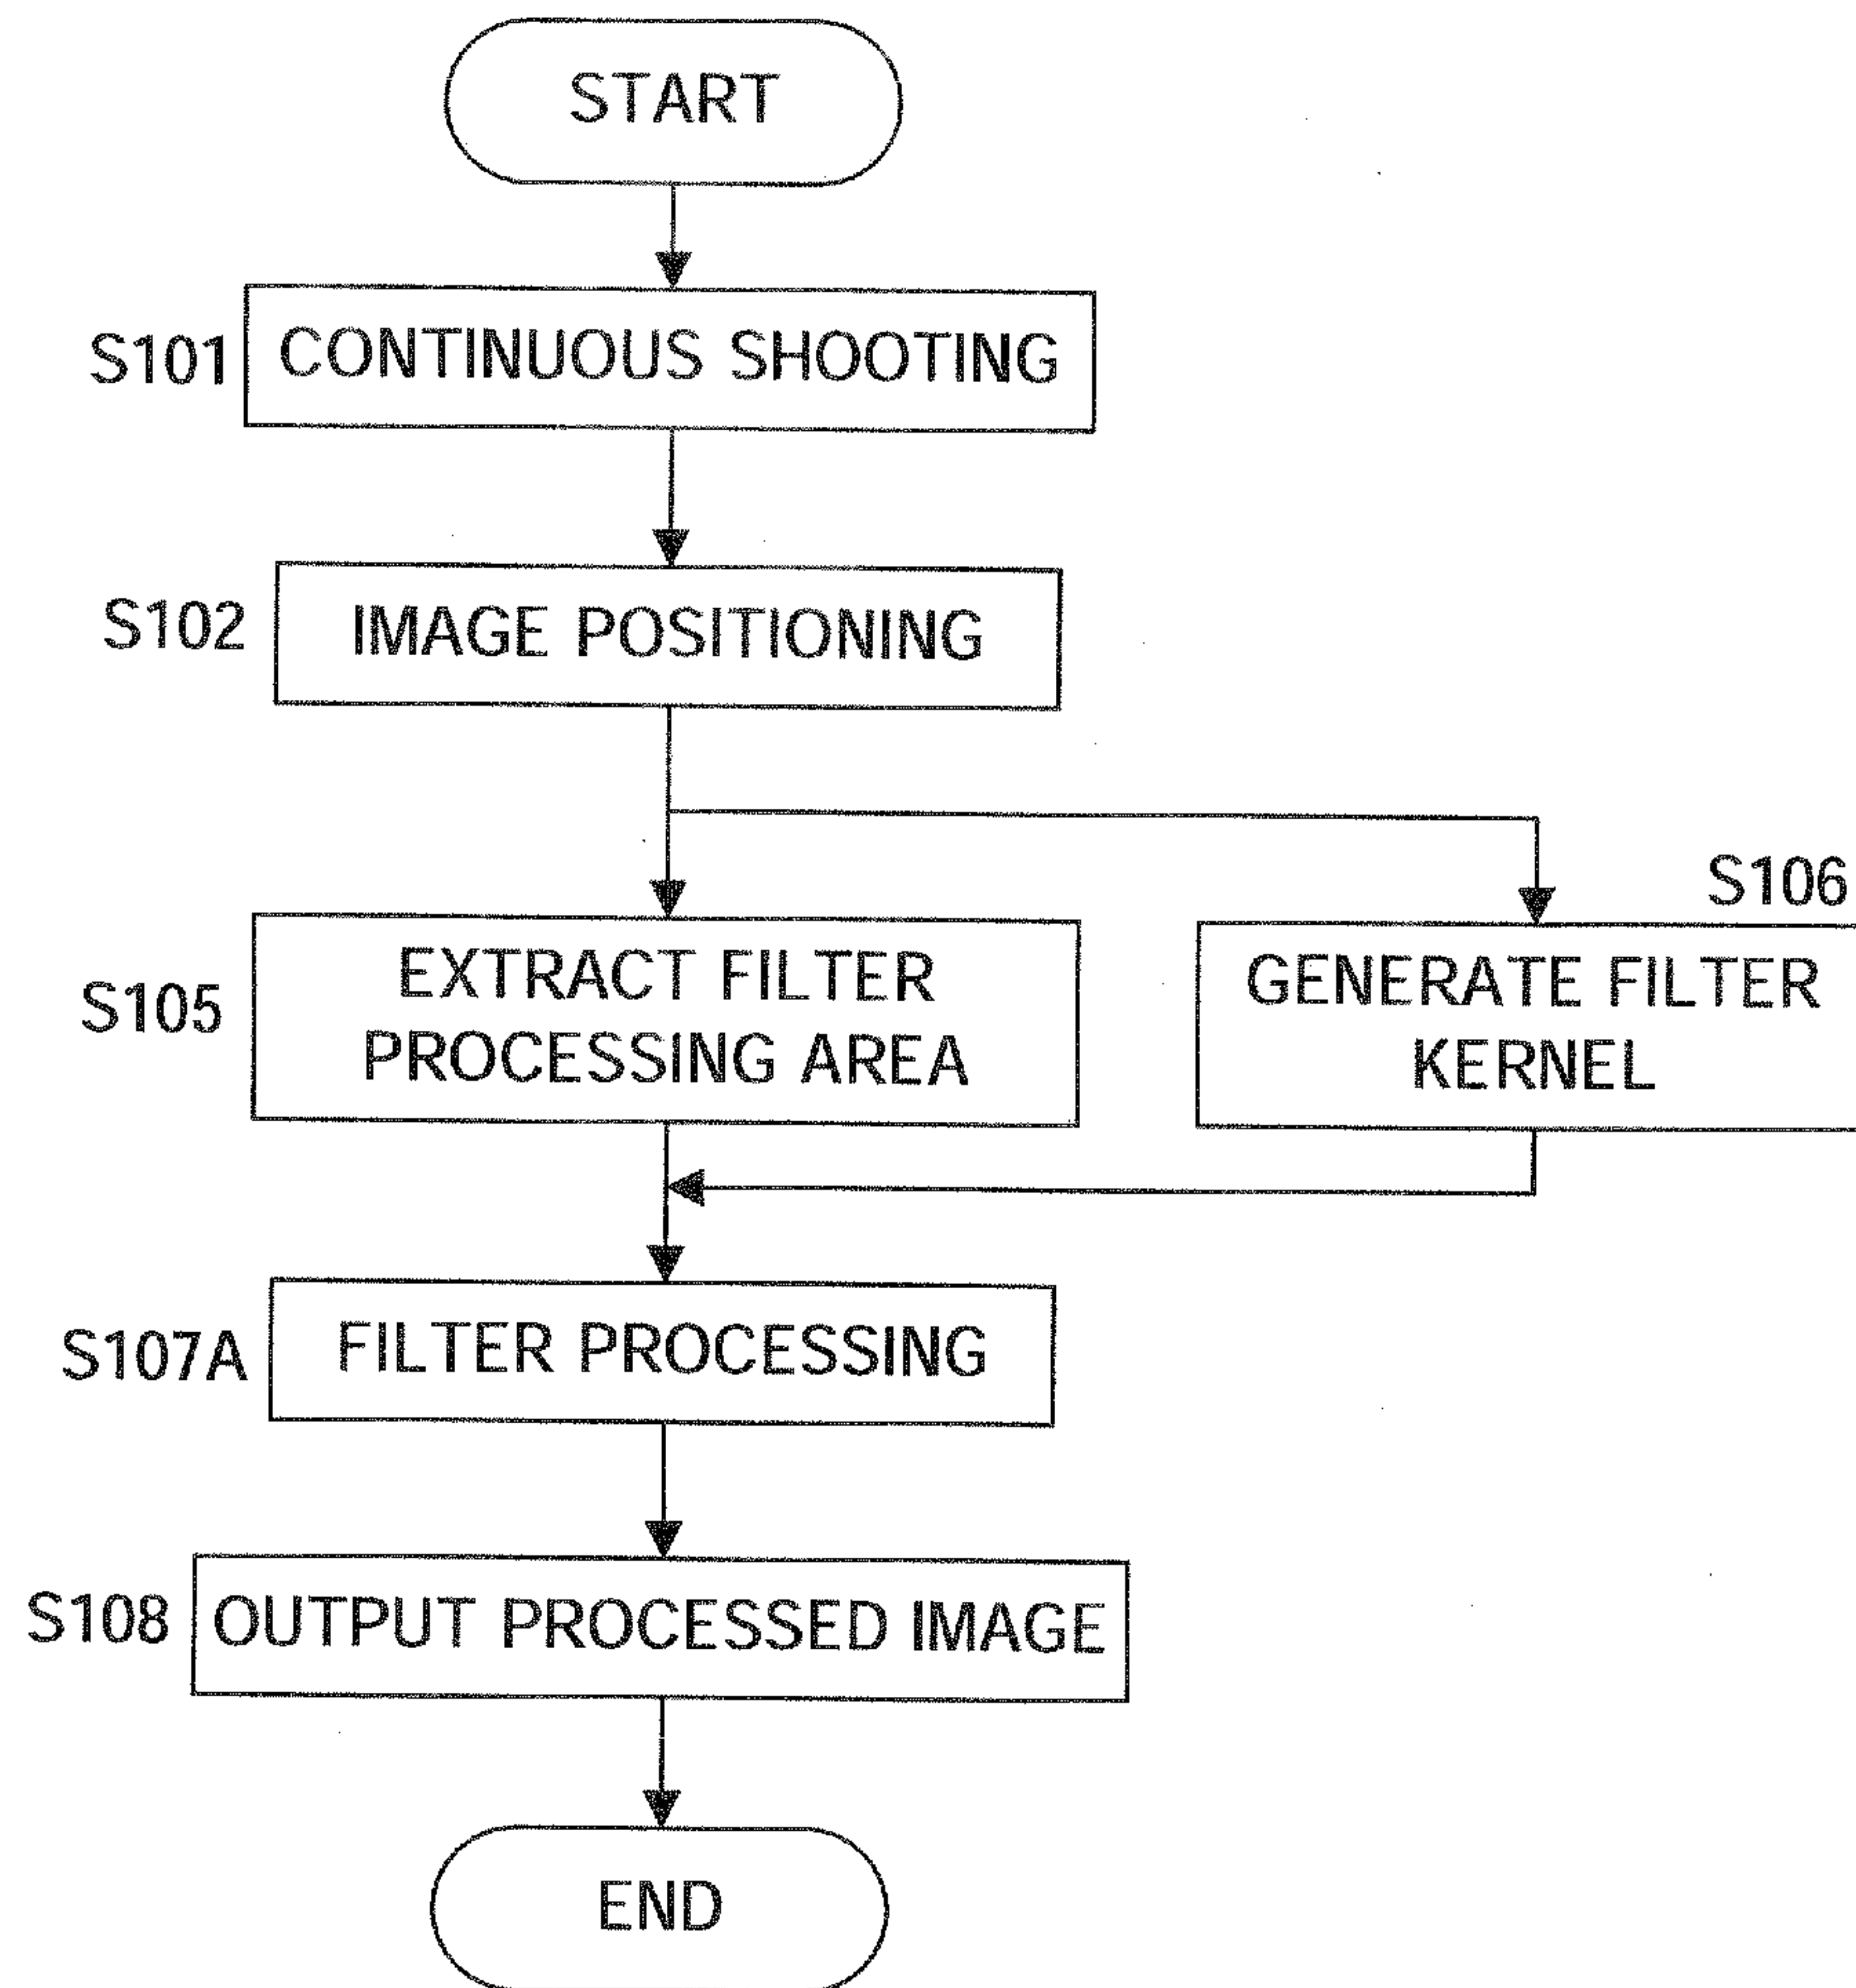 START
S101
CONTINUOUS SHOOTING
S102
IMAGE POSITIONING
S105
EXTRACT FILTER
PROCESSING AREA
S106
GENERATE FILTER
KERNEL
S107A
FILTER PROCESSING
S108
OUTPUT PROCESSED IMAGE
END